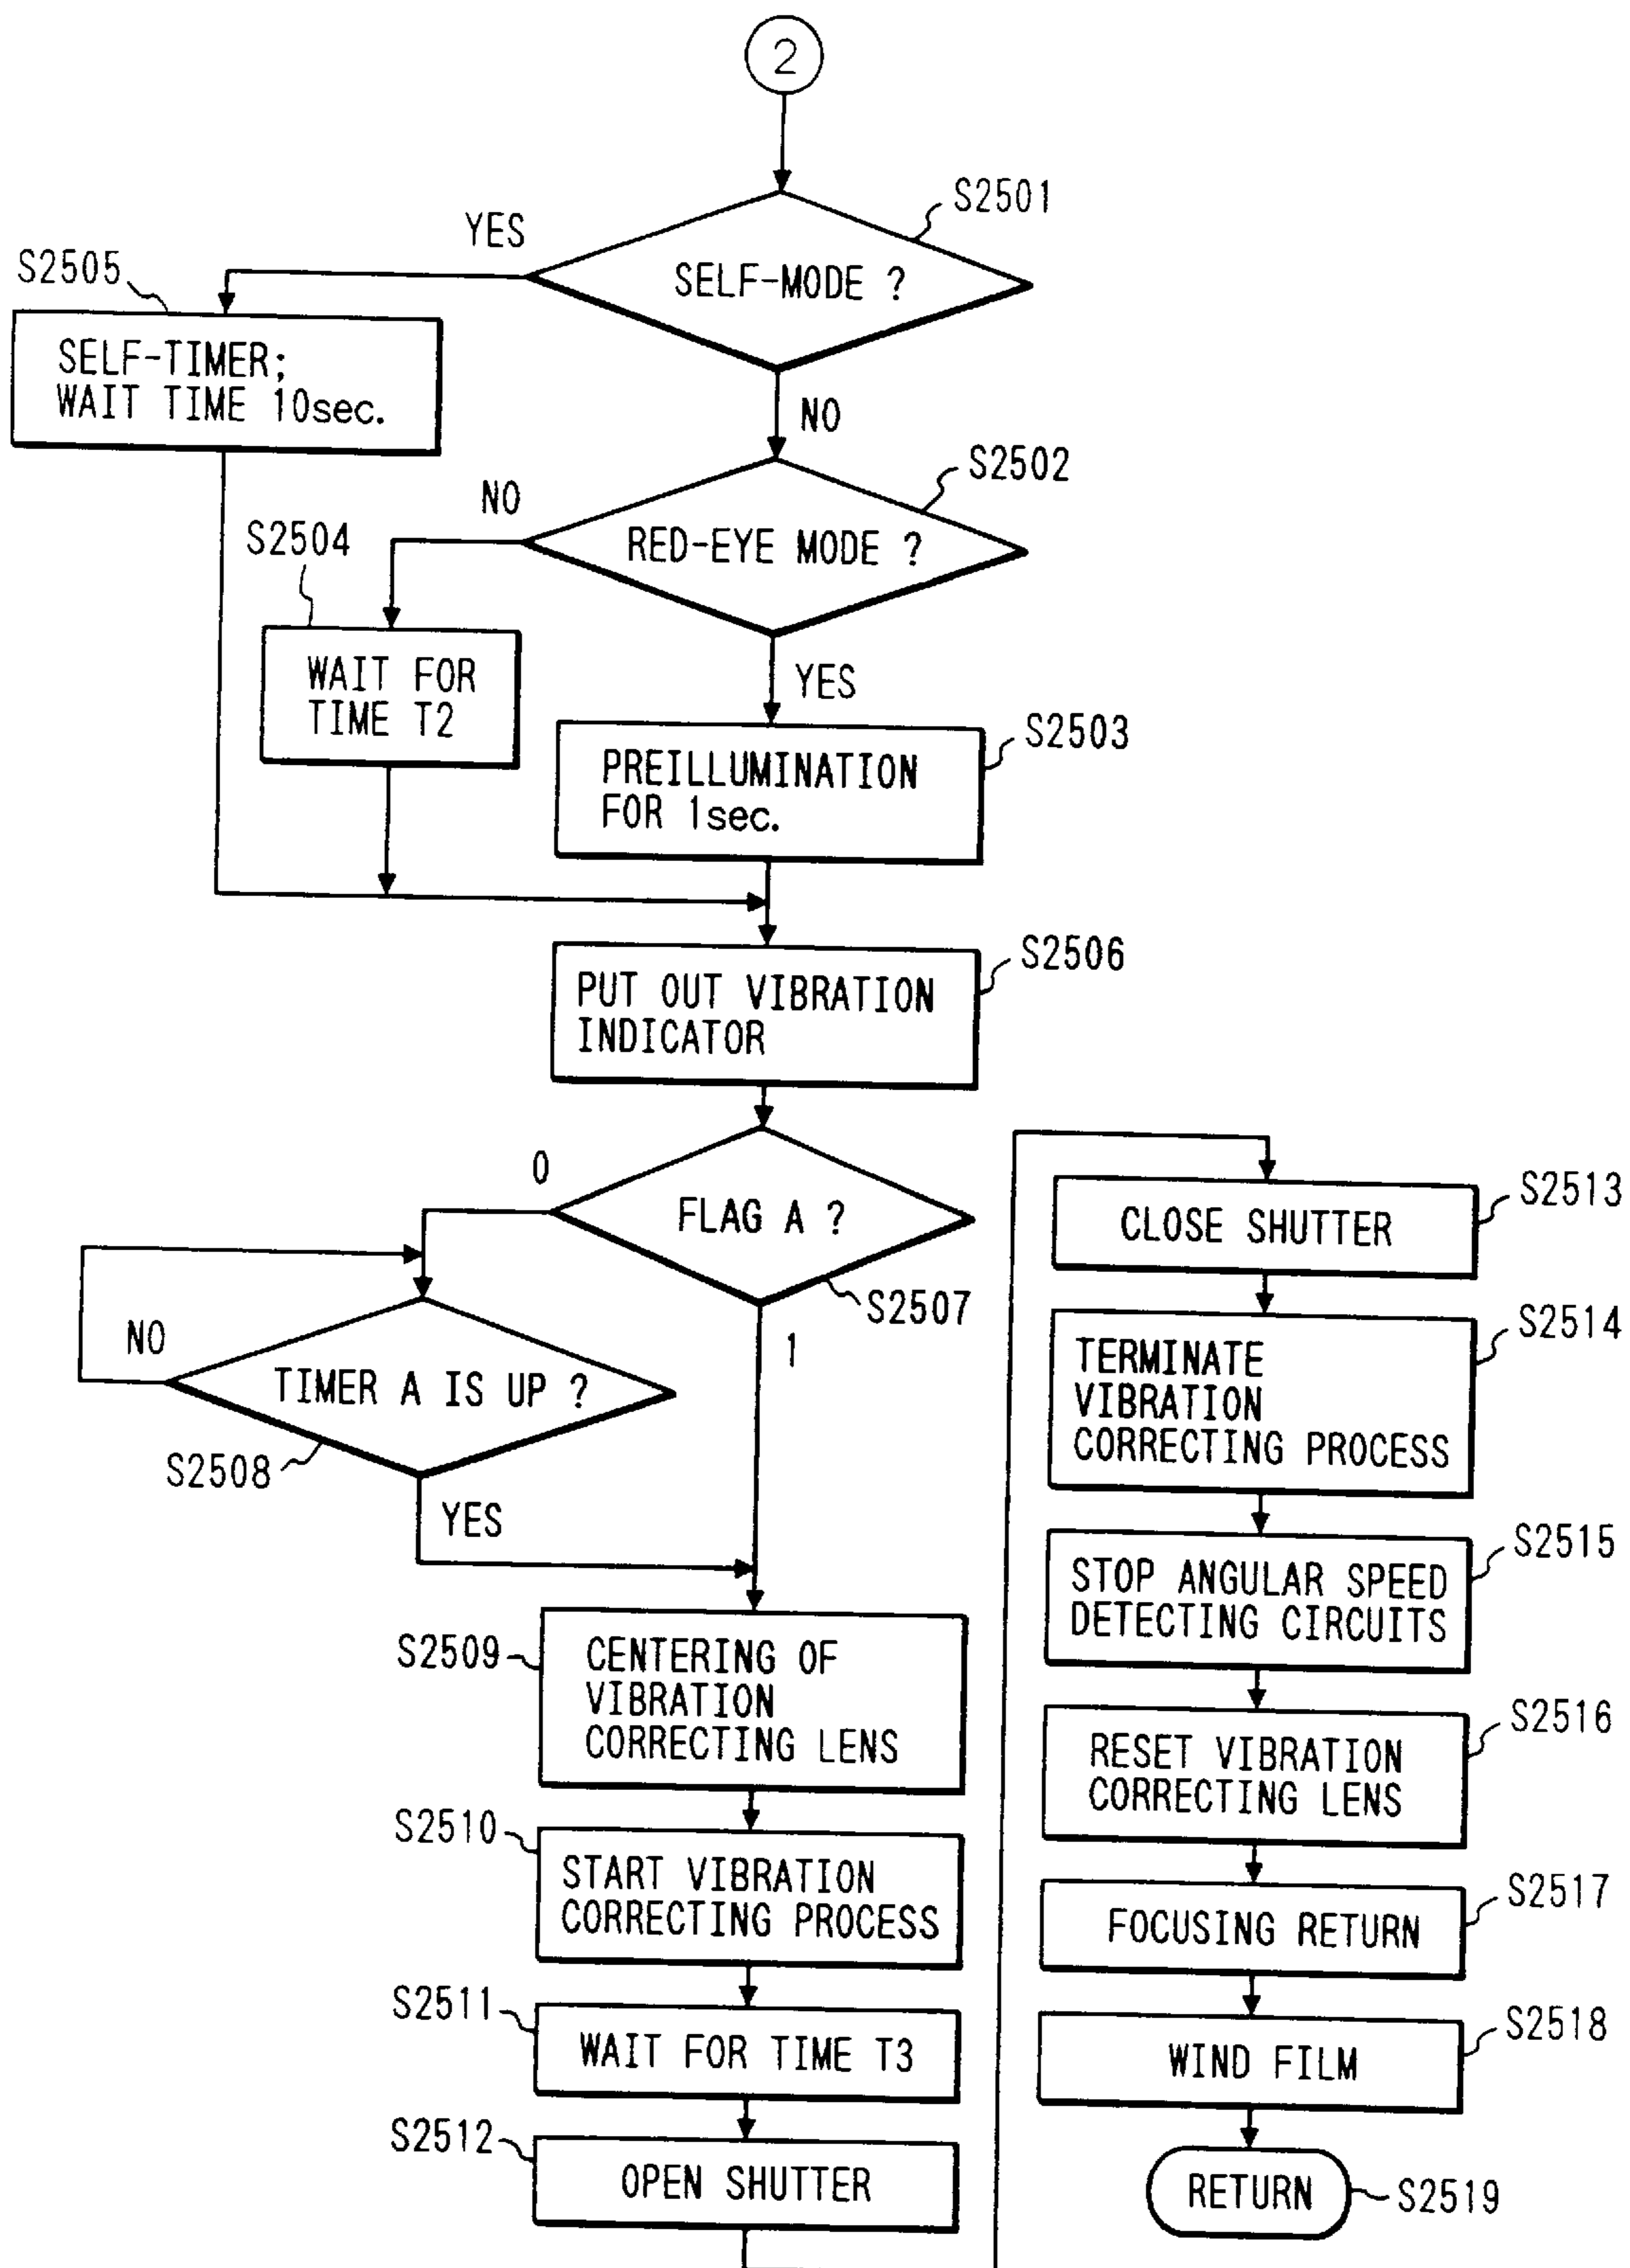 2
S2501
YES
SELF-MODE ?
S2505
SELF-TIMER;
WAIT TIME 10sec.
NO
S2502
NO
RED-EYE MODE ?
S2504
WAIT FOR
TIME T2
YES
S2503
PREILLUMINATION
FOR 1sec.
S2506
PUT OUT VIBRATION
INDICATOR
0
FLAG A ?
S2507
1
NO
TIMER A IS UP ?
S2508
YES
S2509
CENTERING OF
VIBRATION
CORRECTING LENS
S2510
START VIBRATION
CORRECTING PROCESS
S2511
WAIT FOR TIME T3
S2512
OPEN SHUTTER
S2513
CLOSE SHUTTER
S2514
TERMINATE
VIBRATION
CORRECTING PROCESS
S2515
STOP ANGULAR SPEED
DETECTING CIRCUITS
S2516
RESET VIBRATION
CORRECTING LENS
S2517
FOCUSING RETURN
S2518
WIND FILM
RETURN
S2519